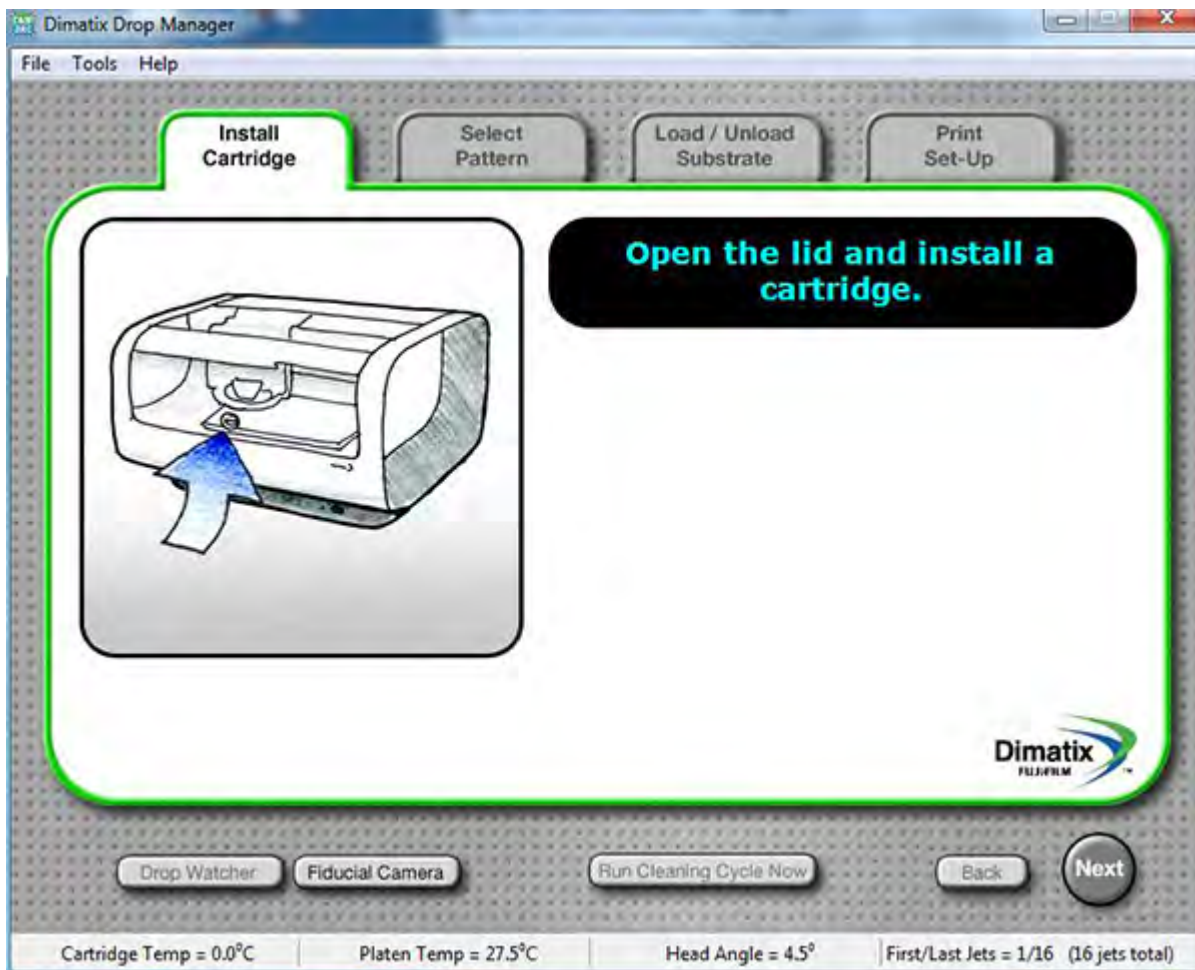 Dimatix Drop Manager
File Tools Help
Install
Cartridge
Select
Pattern
Load / Unload
Substrate
Print
Set-Up
Open the lid and install a
cartridge.
Dimatix
FUJIFILM
TM
Drop Watcher
Fiducial Camera
Run Cleaning Cycle Now
Back
Next
Cartridge Temp = 0.0°C
Platen Temp = 27.5°C
Head Angle = 4.5°
First/Last Jets = 1/16 (16 jets total)